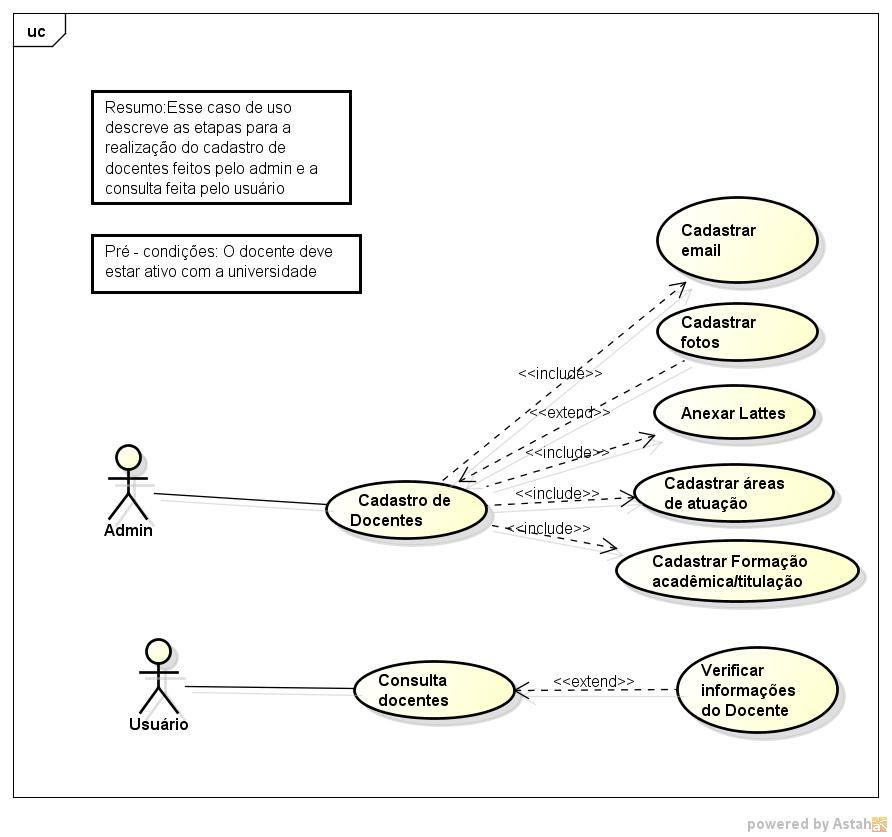 uc
Resumo:Esse caso de uso
descreve as etapas para a
realização do cadastro de
docentes feitos pelo admin e a
consulta feita pelo usuário
Pré - condições: O docente deve
estar ativo com a universidade
Cadastrar
email
Cadastrar
fotos
<<include>>
<<extend>>
Anexar Lattes
<<include>>
Cadastrar áreas
de atuação
<<include>>
Cadastro de
Docentes
<<include>>
Admin
Cadastrar Formação
acadêmica/titulação
Verificar
informações
do Docente
Consulta
docentes
<<extend>>
Usuário
powered by Astah